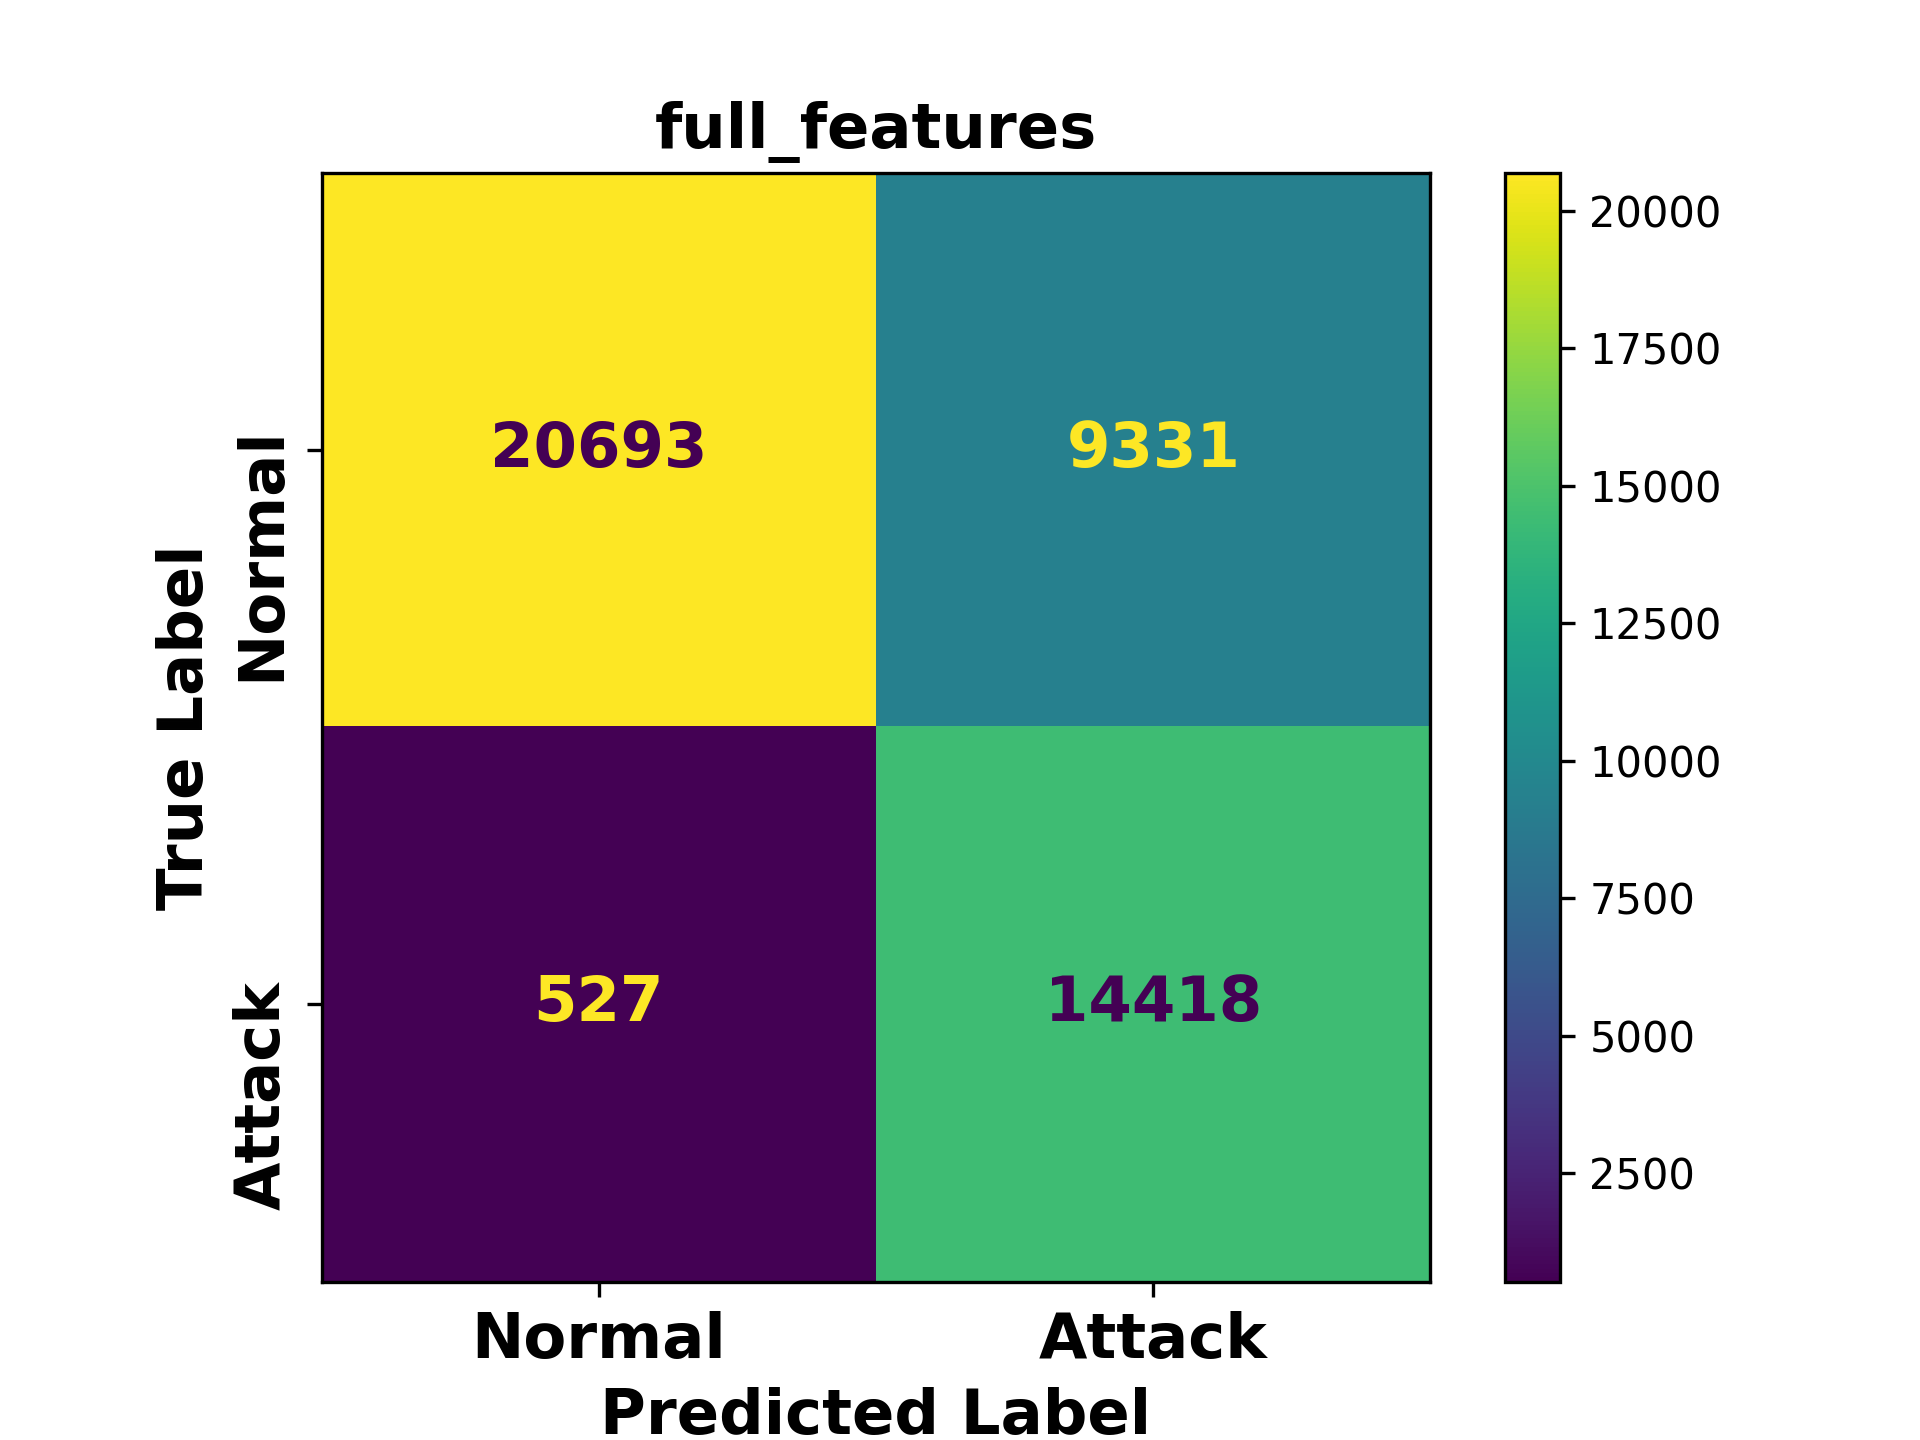 full_features
True Label
Normal
20693
9331
Attack
527
14418
Normal
Attack
Predicted Label
20000
17500
15000
12500
10000
7500
5000
2500